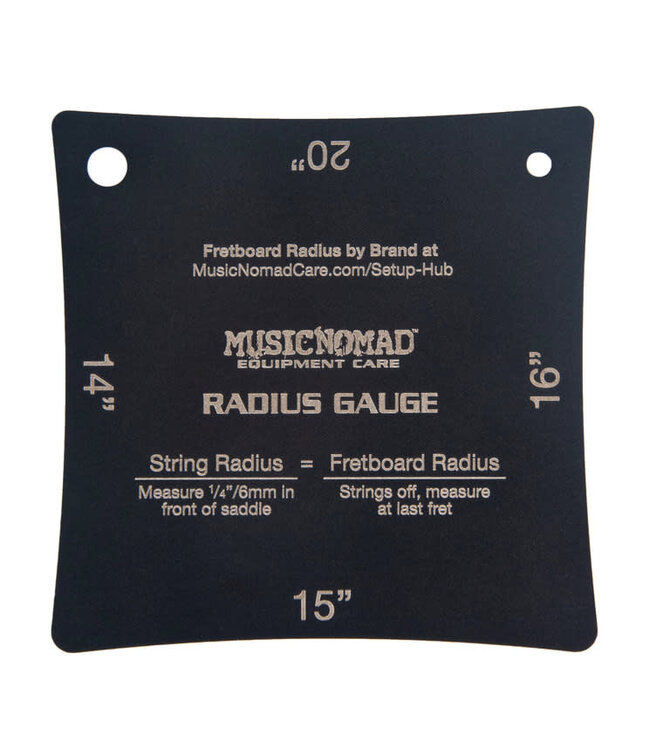 20”
Fretboard Radius by Brand at
MusicNomadCare.com/Setup-Hub
MUSICNOMAD™
EQUIPMENT CARE
RADIUS GAUGE
14”
16”
String Radius = Fretboard Radius
Measure ¼”/6mm in
front of saddle
Strings off, measure
at last fret
15”